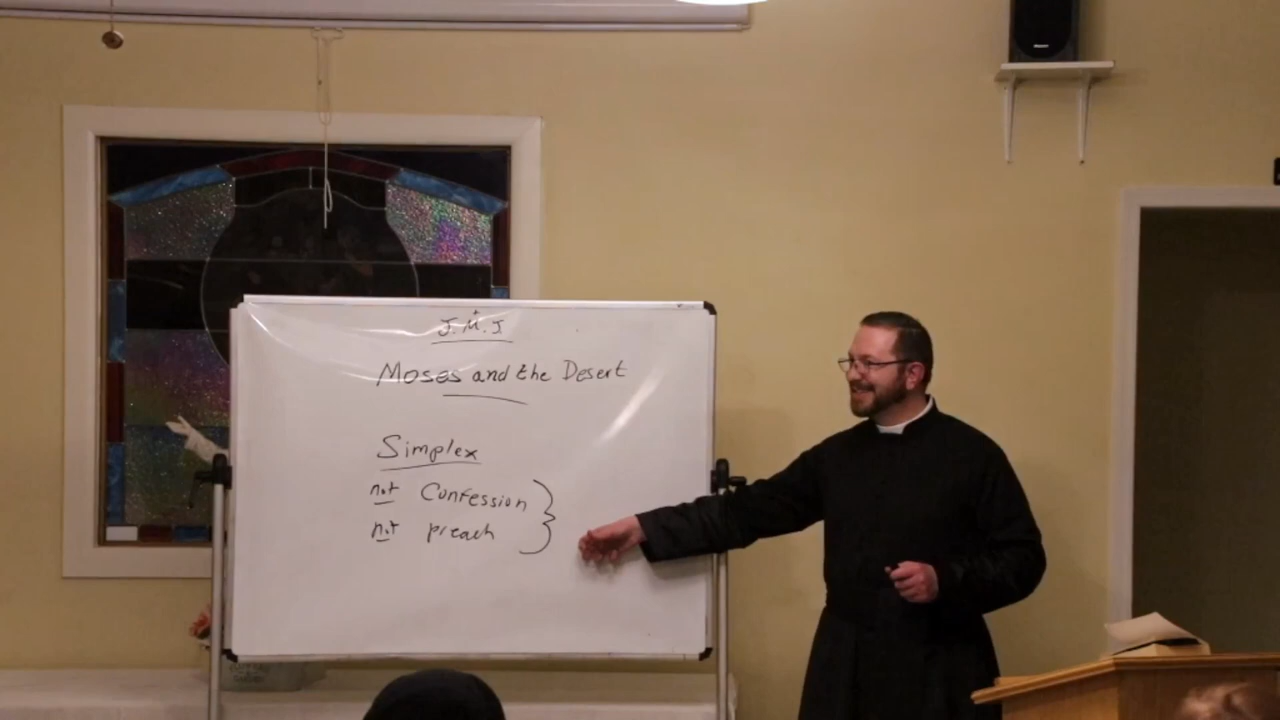 J.M.J.
Moses and the Desert
Simplex
not Confession
not preach